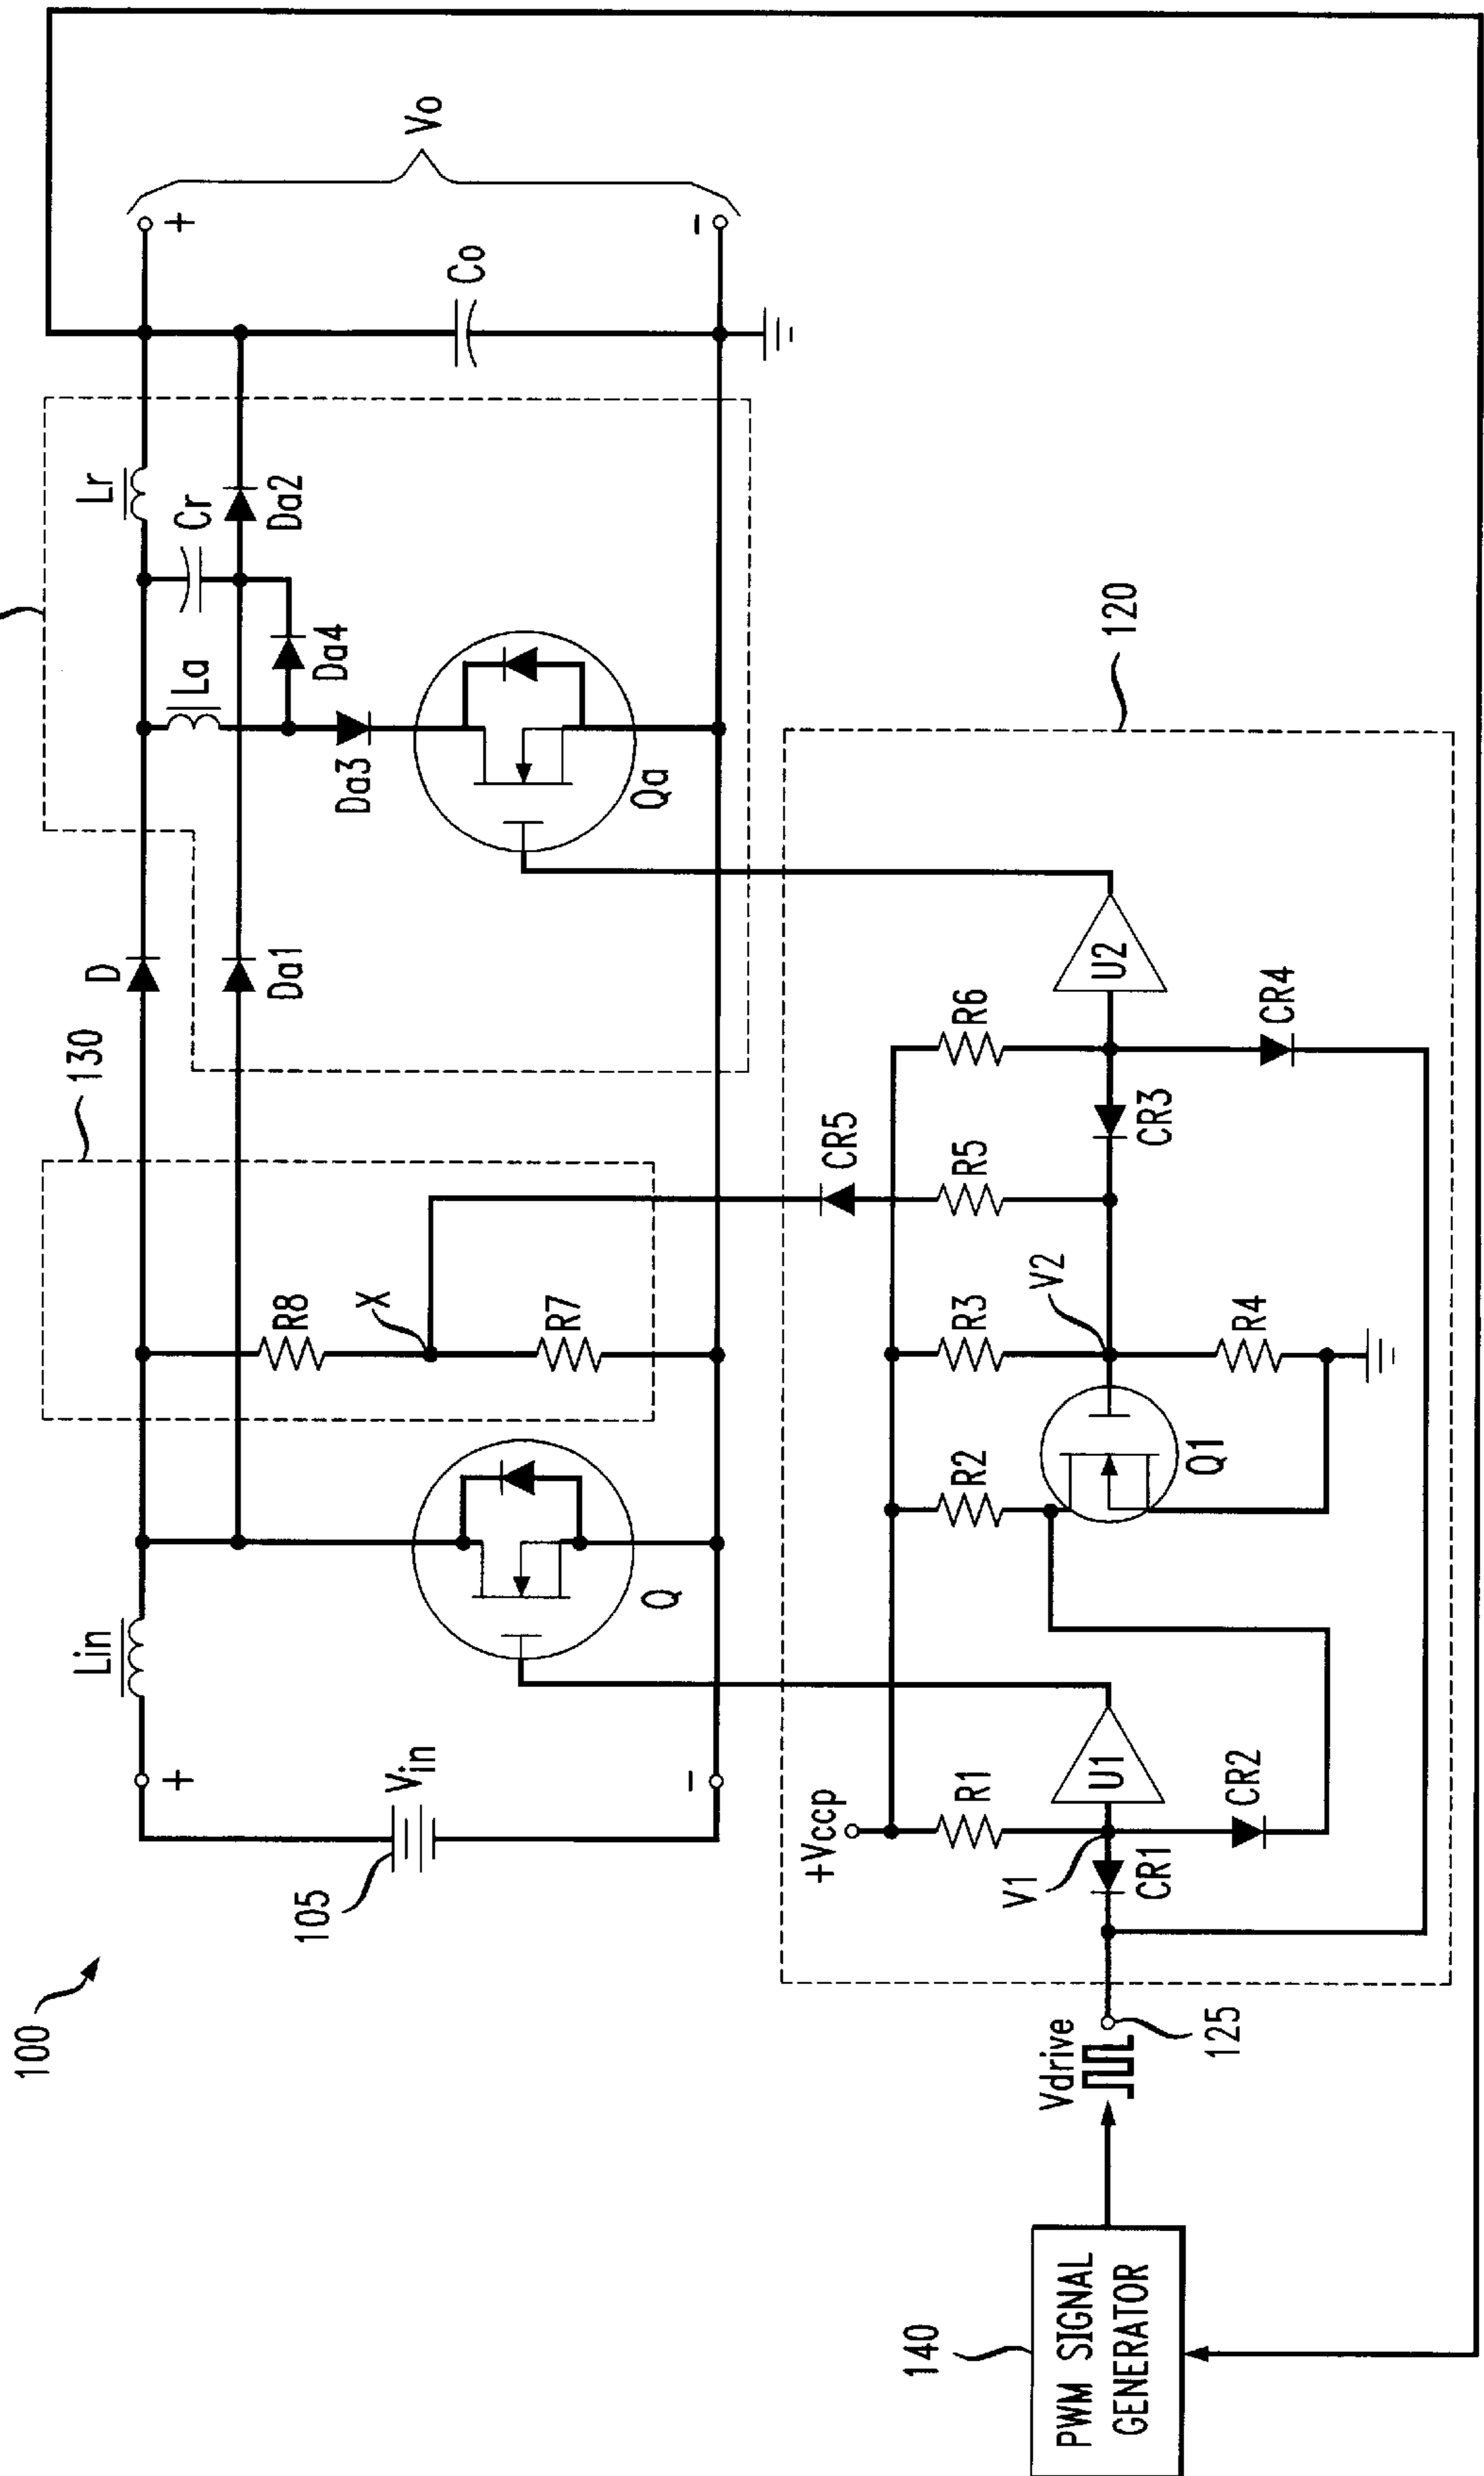 100
105
Vin
+
-
Lin
Q
130
R8
X
R7
D
Da1
La
Da3
Da4
Qa
Cr
Lr
Da2
Co
+
-
Vo
120
+Vccp
R1
V1
U1
CR1
CR2
R2
Q1
R3
V2
R4
R5
CR5
CR3
R6
U2
CR4
Vdrive
125
140
PWM SIGNAL
GENERATOR